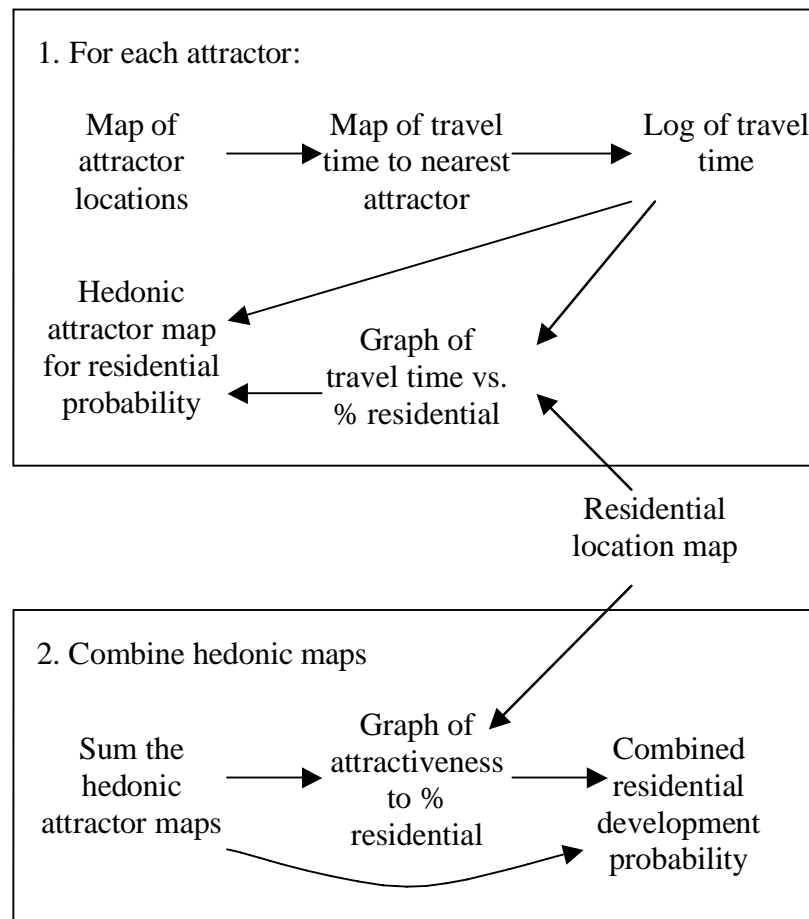 1. For each attractor:
Map of
attractor
locations
Map of travel
time to nearest
attractor
Log of travel
time
Hedonic
attractor map
for residential
probability
Graph of
travel time vs.
% residential
Residential
location map
2. Combine hedonic maps
Sum the
hedonic
attractor maps
Graph of
attractiveness
to %
residential
Combined
residential
development
probability